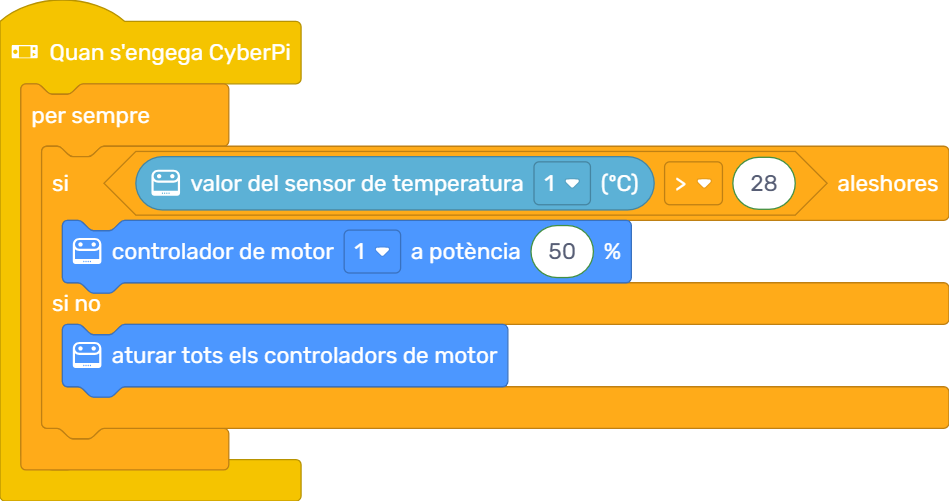 Quan s'engega CyberPi
per sempre
si valor del sensor de temperatura 1 (°C) > 28 aleshores
controlador de motor 1 a potència 50 %
si no
aturar tots els controladors de motor